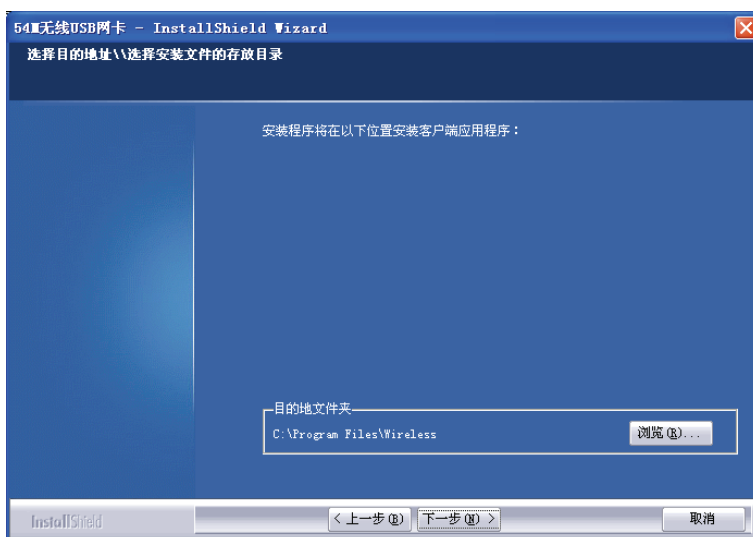 54M无线USB网卡 - InstallShield Wizard
选择目的地址\\选择安装文件的存放目录
安装程序将在以下位置安装客户端应用程序：
目的地文件夹
C:\Program Files\Wireless
浏览(R)...
InstallShield
< 上一步(B)
下一步(N) >
取消